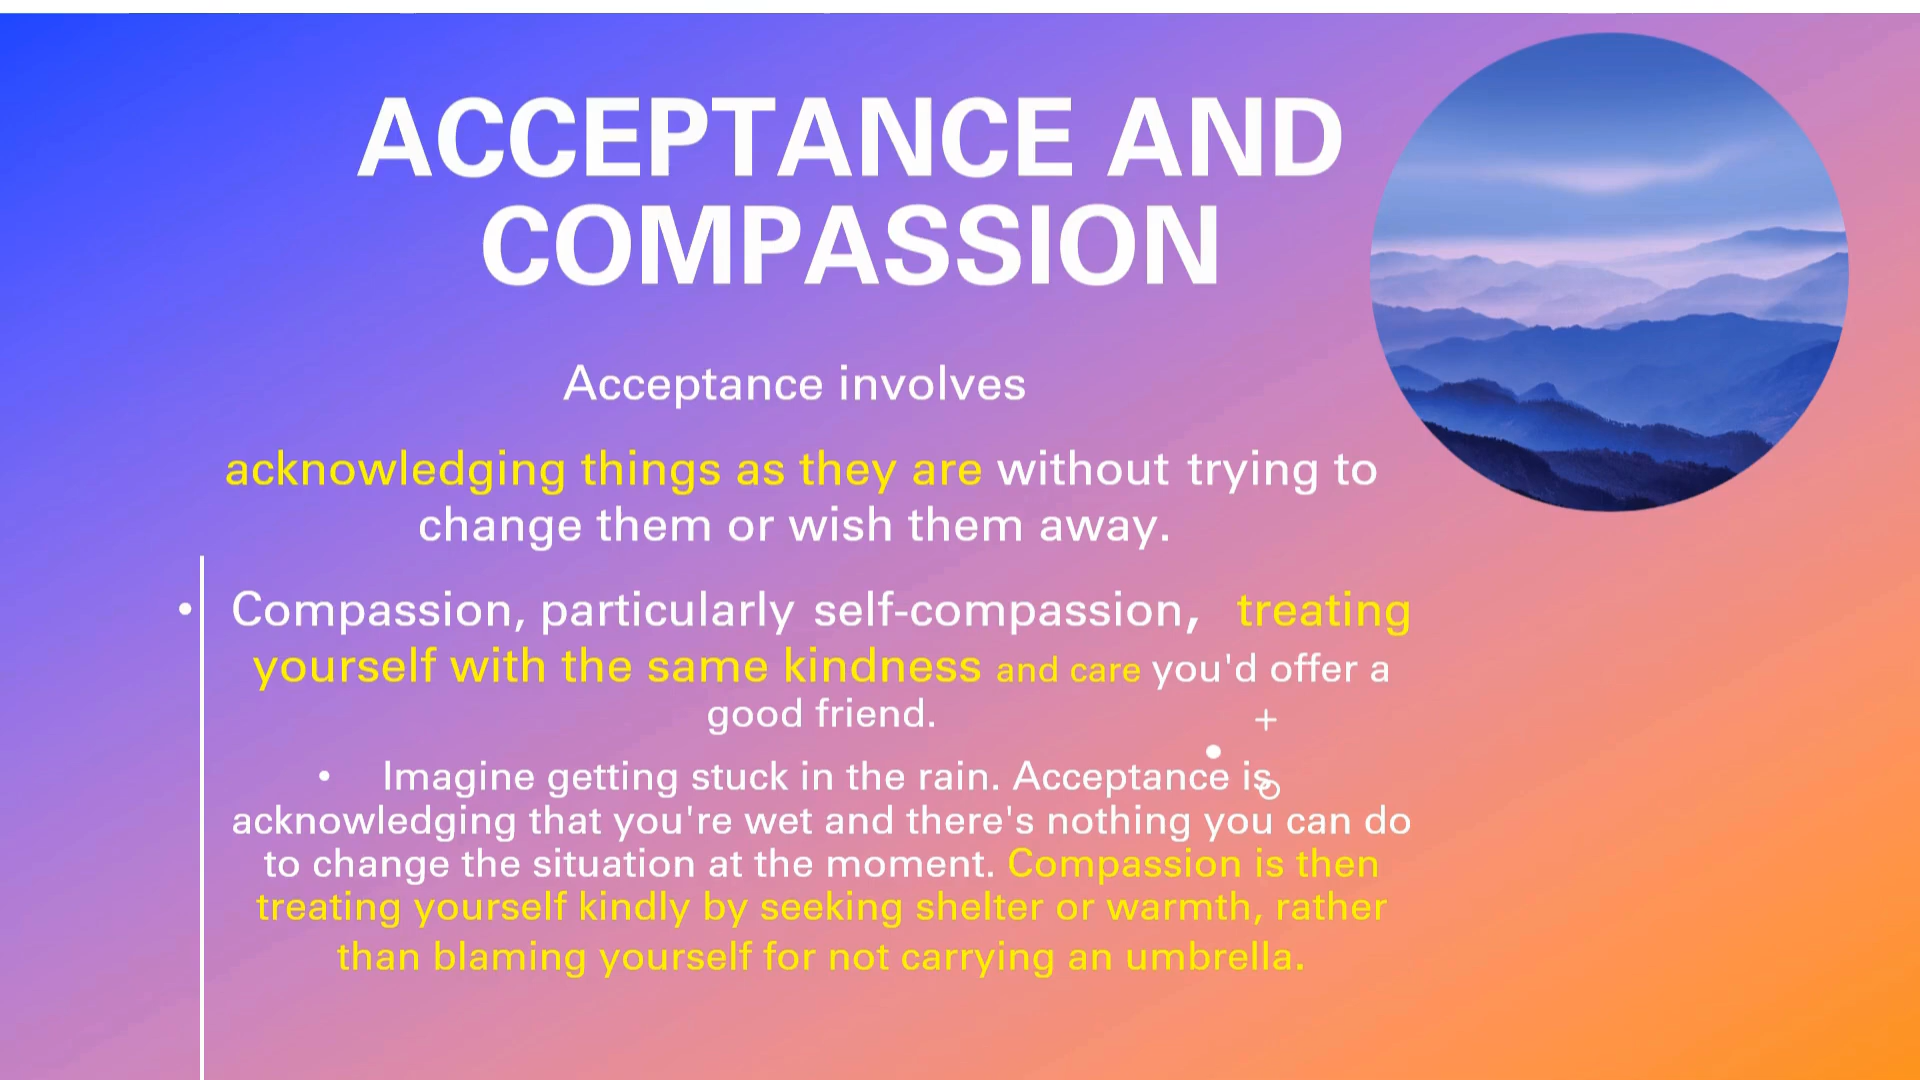 ACCEPTANCE AND
COMPASSION
Acceptance involves
acknowledging things as they are without trying to
change them or wish them away.
• Compassion, particularly self-compassion, treating
yourself with the same kindness and care you'd offer a
good friend.
• Imagine getting stuck in the rain. Acceptance is
acknowledging that you're wet and there's nothing you can do
to change the situation at the moment. Compassion is then
treating yourself kindly by seeking shelter or warmth, rather
than blaming yourself for not carrying an umbrella.